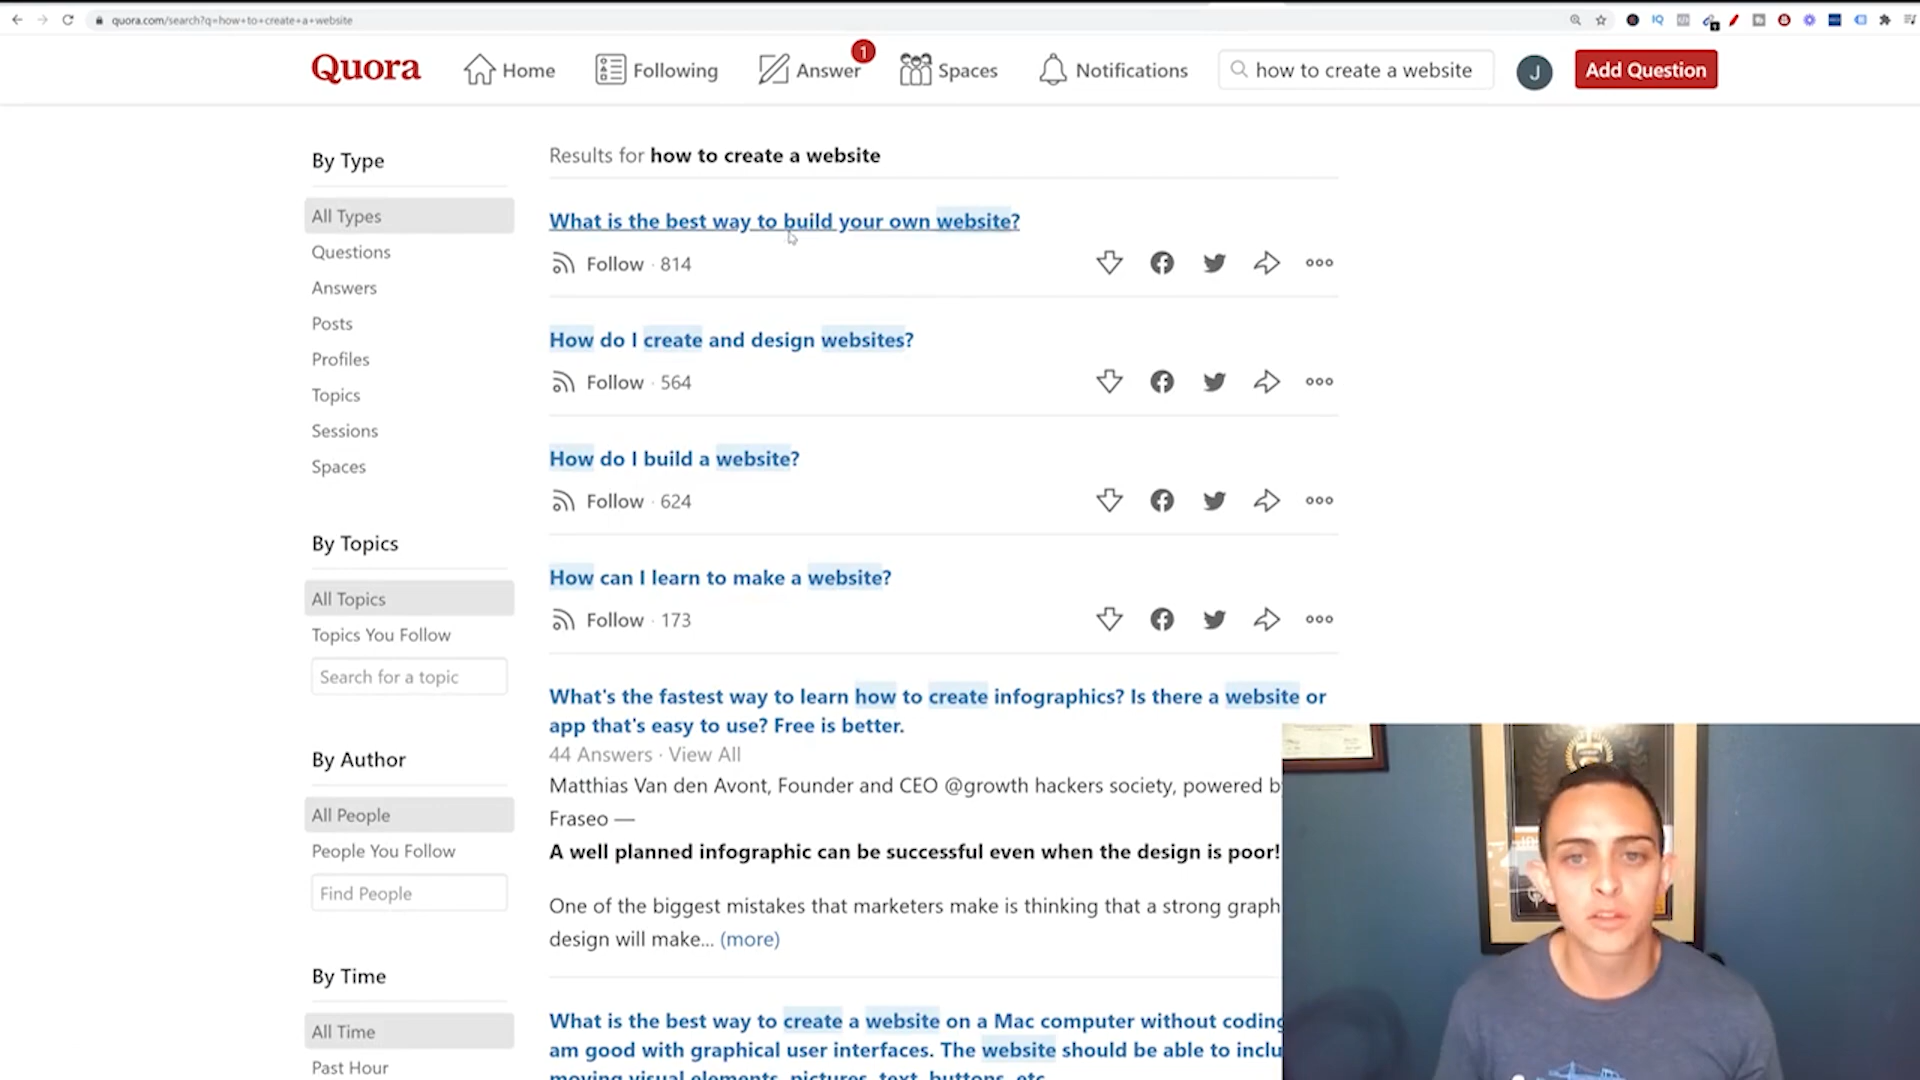 quora.com/search?q=how+to+create+a+website
Quora
Home
Following
Answer
1
Spaces
Notifications
how to create a website
J
Add Question
By Type
All Types
Questions
Answers
Posts
Profiles
Topics
Sessions
Spaces
By Topics
All Topics
Topics You Follow
Search for a topic
By Author
All People
People You Follow
Find People
By Time
All Time
Past Hour
Results for how to create a website
What is the best way to build your own website?
Follow · 814
How do I create and design websites?
Follow · 564
How do I build a website?
Follow · 624
How can I learn to make a website?
Follow · 173
What's the fastest way to learn how to create infographics? Is there a website or
app that's easy to use? Free is better.
44 Answers · View All
Matthias Van den Avont, Founder and CEO @growth hackers society, powered b
Fraseo —
A well planned infographic can be successful even when the design is poor!
One of the biggest mistakes that marketers make is thinking that a strong graph
design will make... (more)
What is the best way to create a website on a Mac computer without coding
am good with graphical user interfaces. The website should be able to inclu
moving visual elements, pictures, text, buttons, etc.